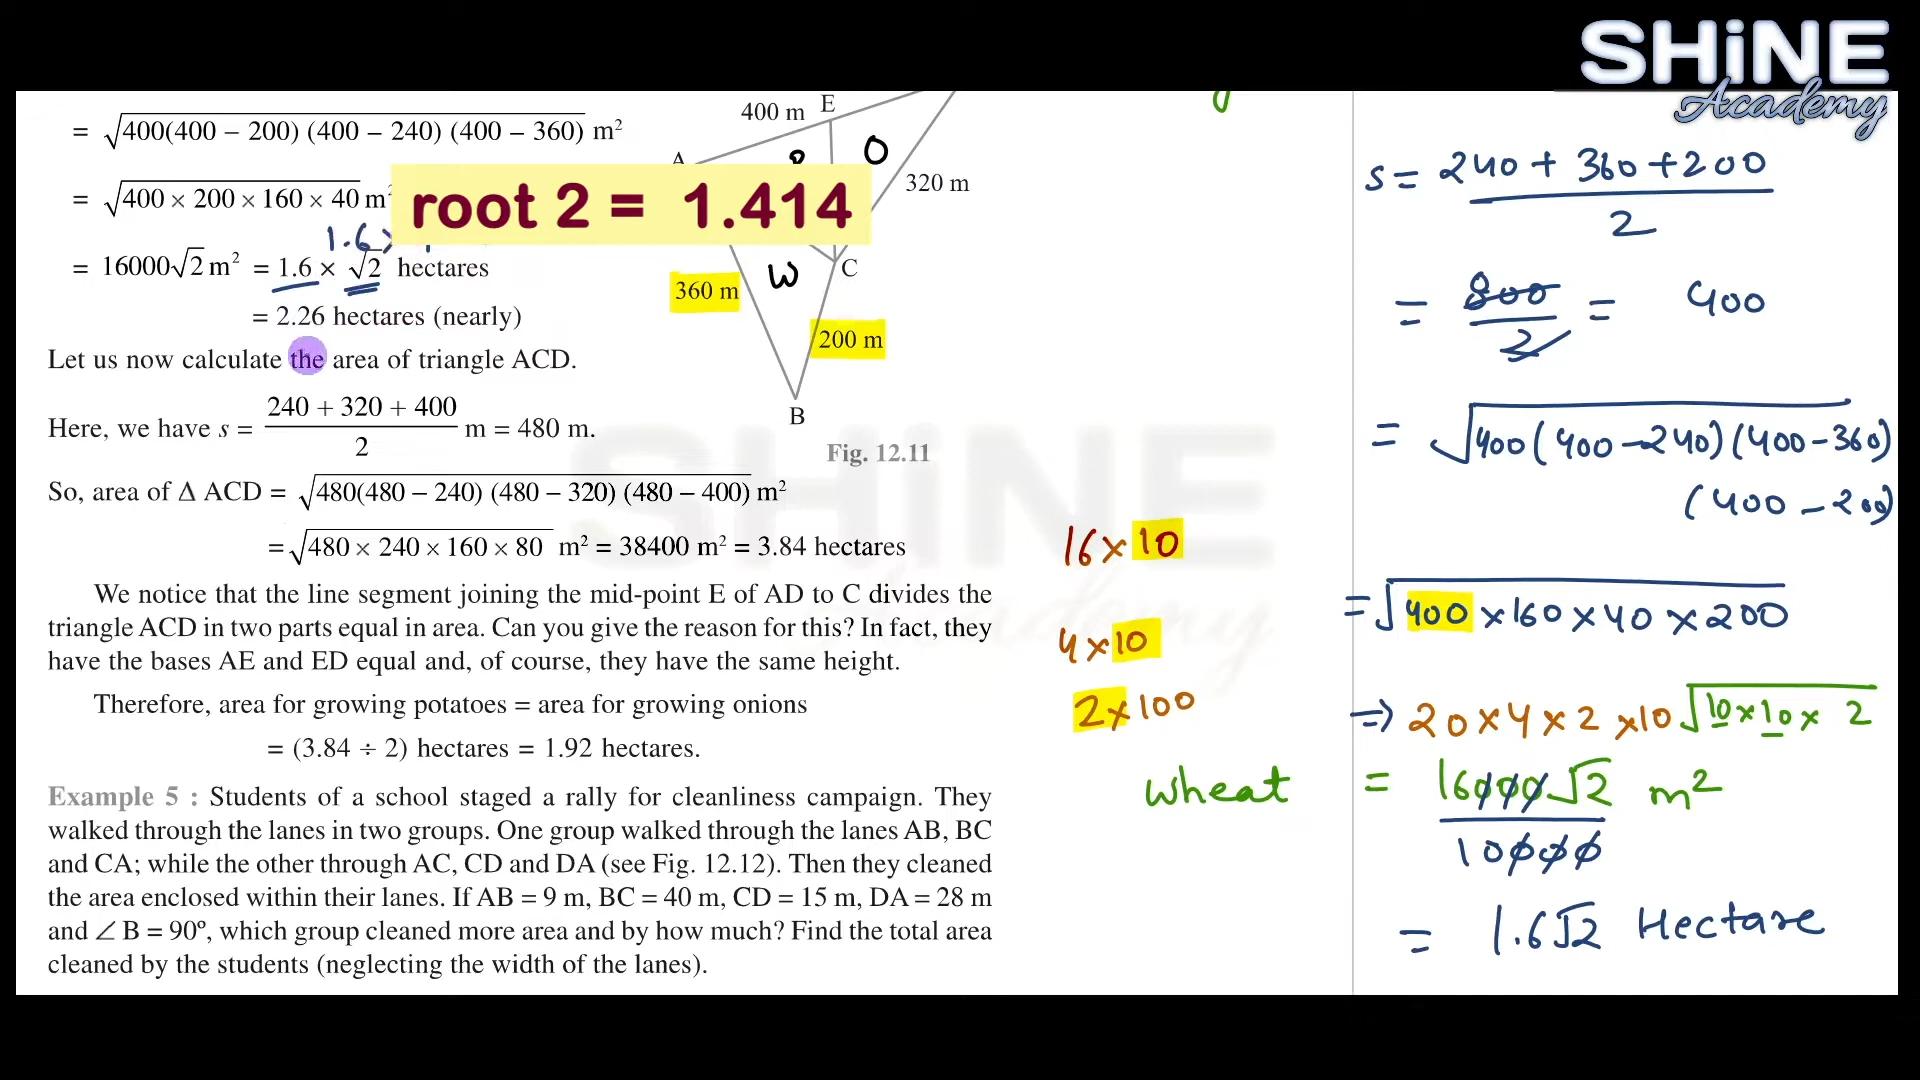 SHiNE
Academy
= √400(400 – 200) (400 – 240) (400 – 360) m²
= √400 × 200 × 160 × 40 m²
root 2 = 1.414
1.6 ×
= 16000√2 m² = 1.6 × √2 hectares
= 2.26 hectares (nearly)
Let us now calculate the area of triangle ACD.
Here, we have s = (240 + 320 + 400)/2 m = 480 m.
So, area of Δ ACD = √480(480 – 240) (480 – 320) (480 – 400) m²
= √480 × 240 × 160 × 80 m² = 38400 m² = 3.84 hectares
We notice that the line segment joining the mid-point E of AD to C divides the
triangle ACD in two parts equal in area. Can you give the reason for this? In fact, they
have the bases AE and ED equal and, of course, they have the same height.
Therefore, area for growing potatoes = area for growing onions
= (3.84 ÷ 2) hectares = 1.92 hectares.
Example 5 : Students of a school staged a rally for cleanliness campaign. They
walked through the lanes in two groups. One group walked through the lanes AB, BC
and CA; while the other through AC, CD and DA (see Fig. 12.12). Then they cleaned
the area enclosed within their lanes. If AB = 9 m, BC = 40 m, CD = 15 m, DA = 28 m
and ∠ B = 90º, which group cleaned more area and by how much? Find the total area
cleaned by the students (neglecting the width of the lanes).
400 m E
A O
320 m
W C
360 m
200 m
B
Fig. 12.11
SHiNE
Academy
16 × 10
4 × 10
2 × 100
s = (240 + 360 + 200)/2
= 800/2 = 400
= √400(400 – 240)(400 – 360)
(400 – 200)
= √400 × 160 × 40 × 200
⇒ 20 × 4 × 2 × 10 √10 × 10 × 2
wheat = 16000√2 m²
10000
= 1.6√2 Hectare